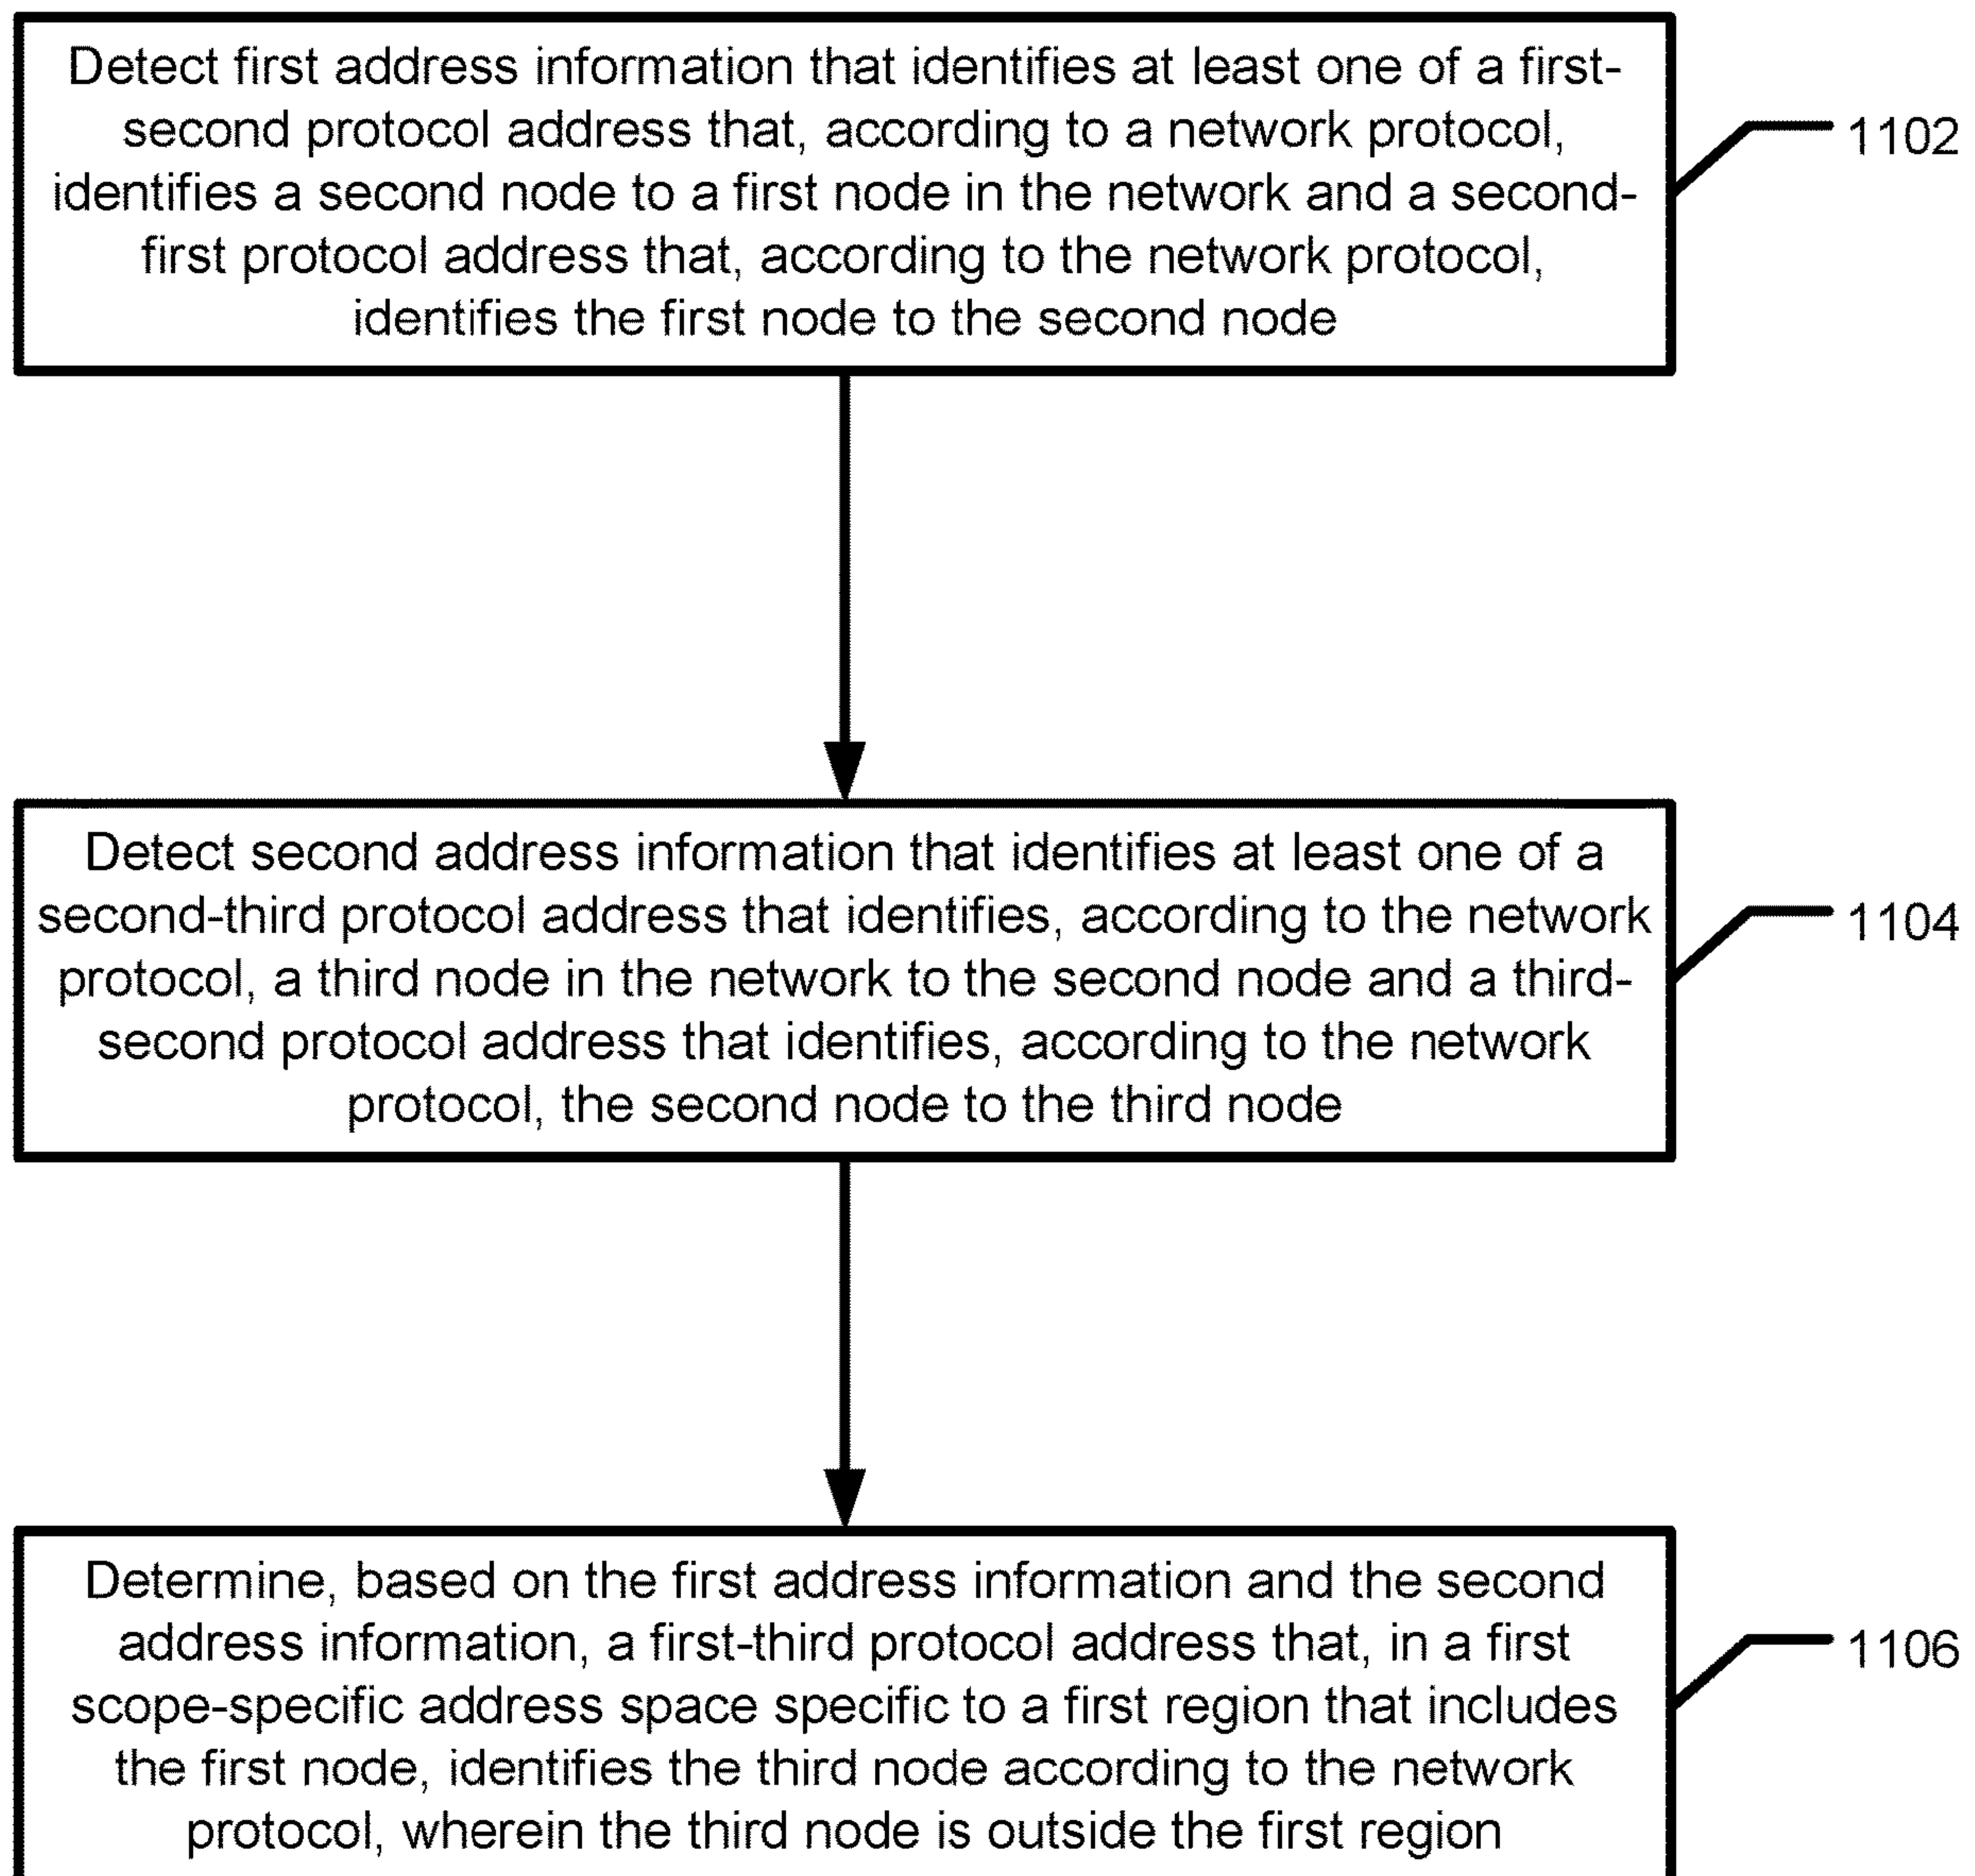 Detect first address information that identifies at least one of a first-
second protocol address that, according to a network protocol,
identifies a second node to a first node in the network and a second-
first protocol address that, according to the network protocol,
identifies the first node to the second node
1102
Detect second address information that identifies at least one of a
second-third protocol address that identifies, according to the network
protocol, a third node in the network to the second node and a third-
second protocol address that identifies, according to the network
protocol, the second node to the third node
1104
Determine, based on the first address information and the second
address information, a first-third protocol address that, in a first
scope-specific address space specific to a first region that includes
the first node, identifies the third node according to the network
protocol, wherein the third node is outside the first region
1106